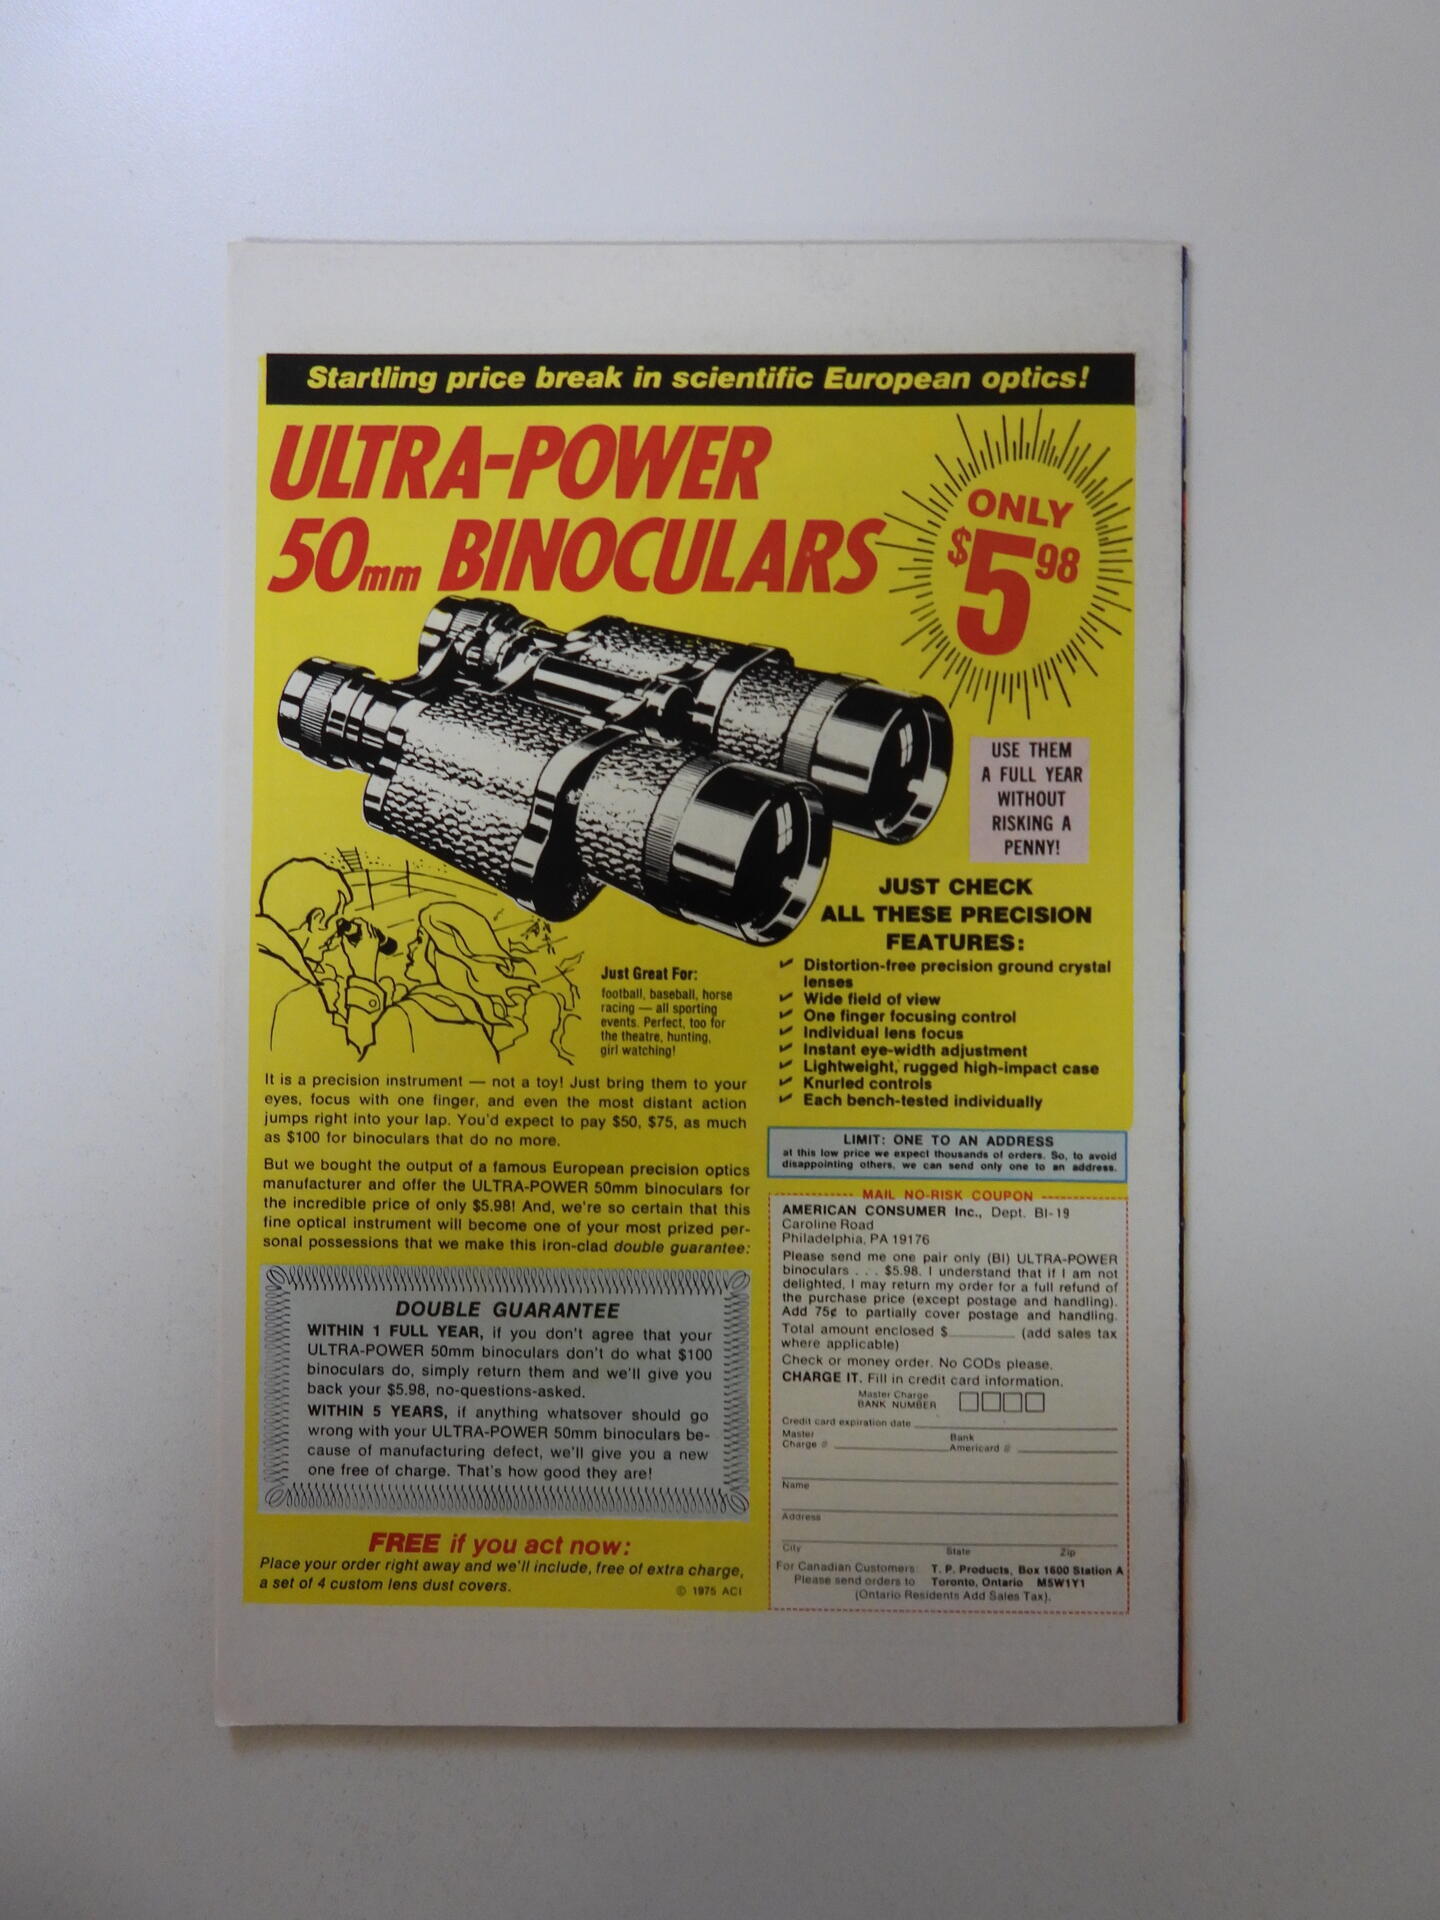 Startling price break in scientific European optics!
ULTRA-POWER
50mm BINOCULARS
ONLY
$5 98
USE THEM
A FULL YEAR
WITHOUT
RISKING A
PENNY!
JUST CHECK
ALL THESE PRECISION
FEATURES:
Distortion-free precision ground crystal
lenses
Wide field of view
One finger focusing control
Individual lens focus
Instant eye-width adjustment
Lightweight, rugged high-impact case
Knurled controls
Each bench-tested individually
Just Great For:
football, baseball, horse
racing — all sporting
events. Perfect, too for
the theatre, hunting,
girl watching!
It is a precision instrument — not a toy! Just bring them to your
eyes, focus with one finger, and even the most distant action
jumps right into your lap. You'd expect to pay $50, $75, as much
as $100 for binoculars that do no more.
But we bought the output of a famous European precision optics
manufacturer and offer the ULTRA-POWER 50mm binoculars for
the incredible price of only $5.98! And, we're so certain that this
fine optical instrument will become one of your most prized per-
sonal possessions that we make this iron-clad double guarantee:
DOUBLE GUARANTEE
WITHIN 1 FULL YEAR, if you don't agree that your
ULTRA-POWER 50mm binoculars don't do what $100
binoculars do, simply return them and we'll give you
back your $5.98, no-questions-asked.
WITHIN 5 YEARS, if anything whatsover should go
wrong with your ULTRA-POWER 50mm binoculars be-
cause of manufacturing defect, we'll give you a new
one free of charge. That's how good they are!
FREE if you act now:
Place your order right away and we'll include, free of extra charge,
a set of 4 custom lens dust covers.
© 1975 ACI
LIMIT: ONE TO AN ADDRESS
at this low price we expect thousands of orders. So, to avoid
disappointing others, we can send only one to an address.
MAIL NO-RISK COUPON
AMERICAN CONSUMER Inc., Dept. BI-19
Caroline Road
Philadelphia, PA 19176
Please send me one pair only (BI) ULTRA-POWER
binoculars . . . $5.98. I understand that if I am not
delighted, I may return my order for a full refund of
the purchase price (except postage and handling).
Add 75¢ to partially cover postage and handling.
Total amount enclosed $ (add sales tax
where applicable)
Check or money order. No CODs please.
CHARGE IT. Fill in credit card information.
Master Charge
BANK NUMBER
Credit card expiration date
Master Charge #
Bank Americard #
Name
Address
City State Zip
For Canadian Customers: T. P. Products, Box 1600 Station A
Please send orders to Toronto, Ontario M5W1Y1
(Ontario Residents Add Sales Tax).